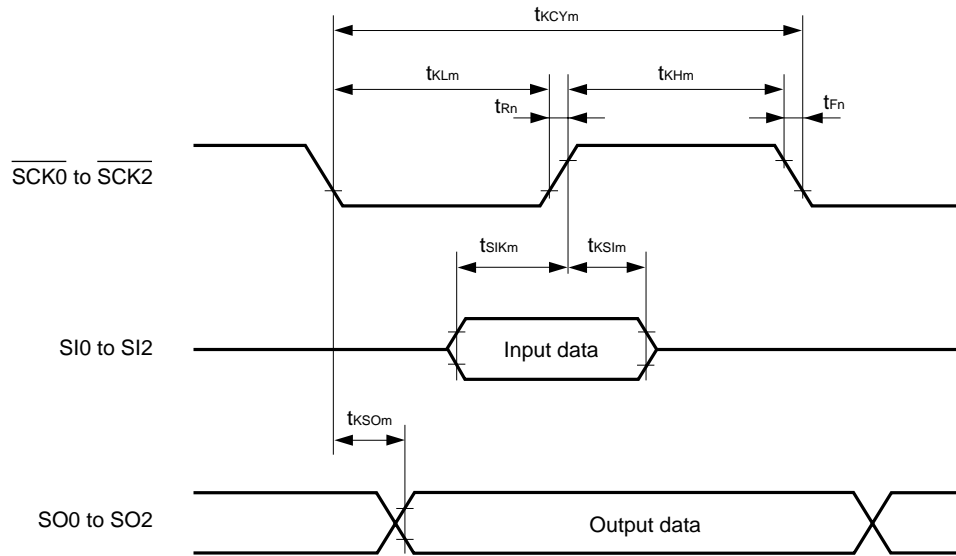 tKCYm
tKLm
tKHm
tRn
tFn
SCK0 to SCK2
tSIKm
tKSIm
SI0 to SI2
Input data
tKSOm
SO0 to SO2
Output data